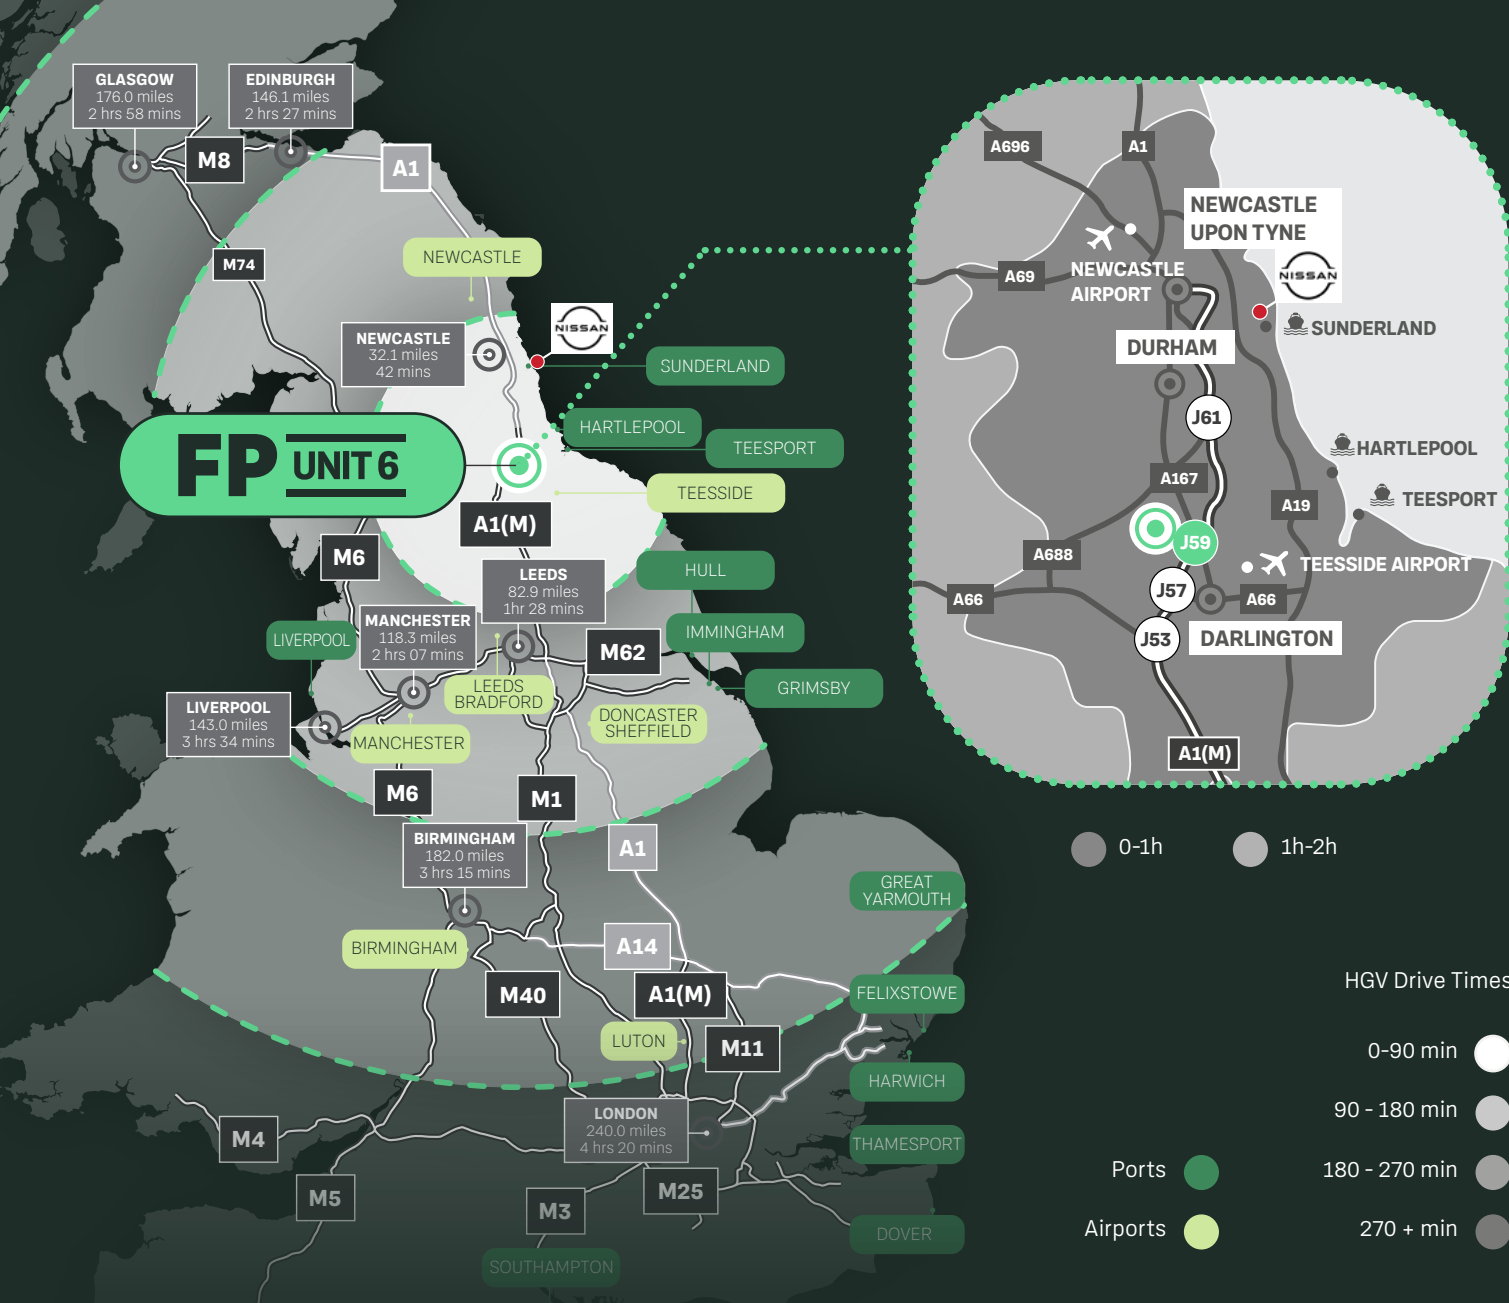 GLASGOW
176.0 miles
2 hrs 58 mins
EDINBURGH
146.1 miles
2 hrs 27 mins
M8
A1
M74
NEWCASTLE
NEWCASTLE
32.1 miles
42 mins
NISSAN
SUNDERLAND
HARTLEPOOL
TEESPORT
TEESSIDE
FP UNIT 6
A1(M)
M6
LEEDS
82.9 miles
1hr 28 mins
HULL
MANCHESTER
118.3 miles
2 hrs 07 mins
LIVERPOOL
IMMINGHAM
M62
GRIMSBY
LEEDS
BRADFORD
LIVERPOOL
143.0 miles
3 hrs 34 mins
DONCASTER
SHEFFIELD
MANCHESTER
M6
M1
BIRMINGHAM
182.0 miles
3 hrs 15 mins
A1
GREAT
YARMOUTH
BIRMINGHAM
A14
M40
A1(M)
FELIXSTOWE
LUTON
M11
HARWICH
LONDON
240.0 miles
4 hrs 20 mins
M4
THAMESPORT
M5
M3
M25
DOVER
SOUTHAMPTON
A696
A1
NEWCASTLE
UPON TYNE
NISSAN
A69
NEWCASTLE
AIRPORT
SUNDERLAND
DURHAM
J61
HARTLEPOOL
A167
TEESPORT
A19
J59
A688
TEESSIDE AIRPORT
J57
A66
A66
J53
DARLINGTON
A1(M)
0-1h
1h-2h
HGV Drive Times
0-90 min
90 - 180 min
Ports
180 - 270 min
Airports
270 + min